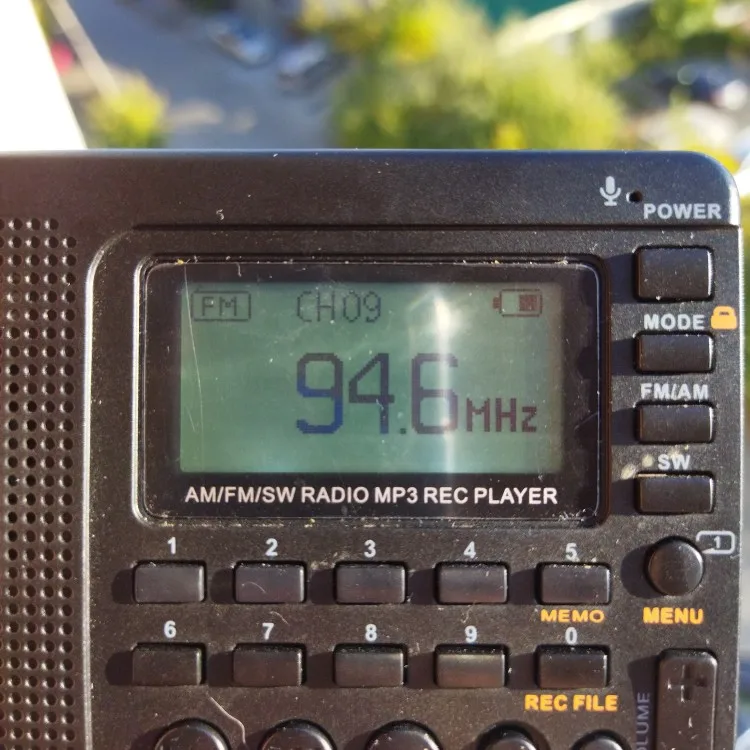 POWER
FM CH09
94.6MHz
MODE
FM/AM
SW
AM/FM/SW RADIO MP3 REC PLAYER
1 2 3 4 5 1
MEMO MENU
6 7 8 9 0
REC FILE
+